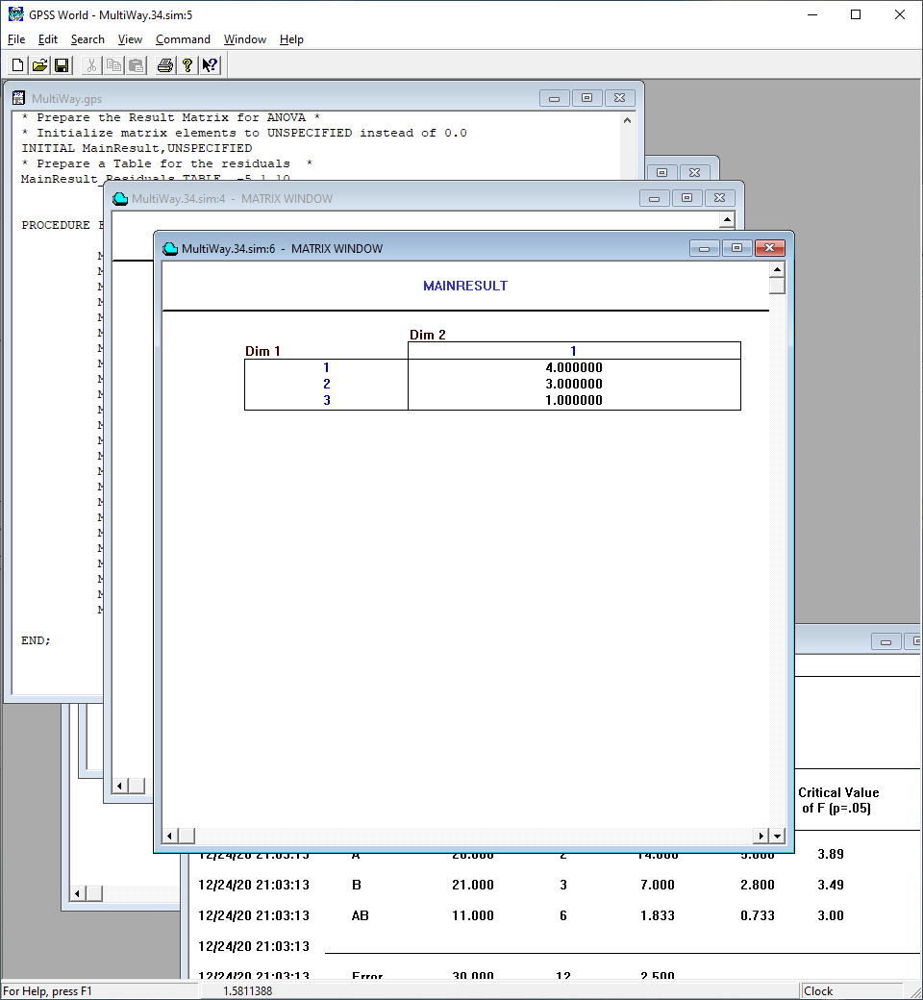 GPSS World - MultiWay.34.sim:5
File Edit Search View Command Window Help
MultiWay.gps
* Prepare the Result Matrix for ANOVA *
* Initialize matrix elements to UNSPECIFIED instead of 0.0
INITIAL MainResult,UNSPECIFIED
* Prepare a Table for the residuals *
MainResult_Residuals TABLE -5,1,10
PROCEDURE
END;
MultiWay.34.sim:4 - MATRIX WINDOW
MultiWay.34.sim:6 - MATRIX WINDOW
MAINRESULT
Dim 2
Dim 1 1
1 4.000000
2 3.000000
3 1.000000
Critical Value
of F (p=.05)
12/24/20 21:03:13 A 2 3.89
12/24/20 21:03:13 B 21.000 3 7.000 2.800 3.49
12/24/20 21:03:13 AB 11.000 6 1.833 0.733 3.00
12/24/20 21:03:13
12/24/20 21:03:13 Error 30.000 12 2.500
For Help, press F1 1.5811388 Clock